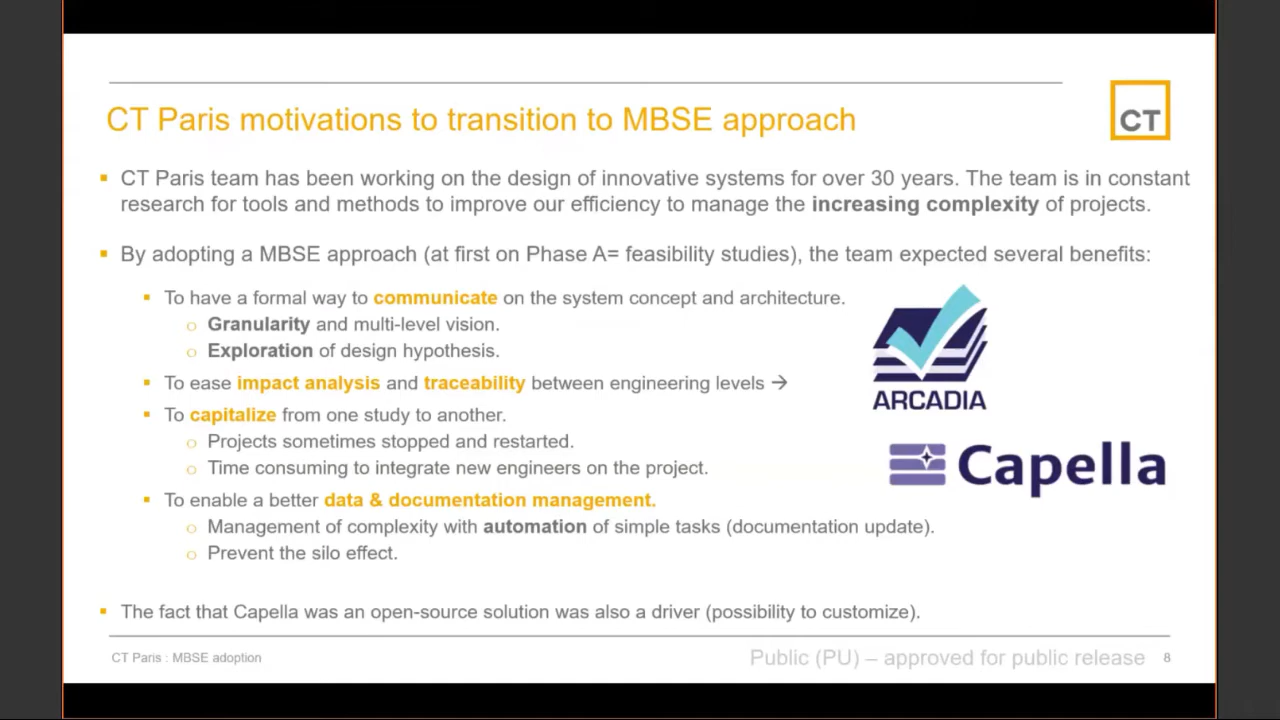 CT Paris motivations to transition to MBSE approach
CT
▪ CT Paris team has been working on the design of innovative systems for over 30 years. The team is in constant
research for tools and methods to improve our efficiency to manage the increasing complexity of projects.
▪ By adopting a MBSE approach (at first on Phase A= feasibility studies), the team expected several benefits:
▪ To have a formal way to communicate on the system concept and architecture.
o Granularity and multi-level vision.
o Exploration of design hypothesis.
▪ To ease impact analysis and traceability between engineering levels →
▪ To capitalize from one study to another.
o Projects sometimes stopped and restarted.
o Time consuming to integrate new engineers on the project.
▪ To enable a better data & documentation management.
o Management of complexity with automation of simple tasks (documentation update).
o Prevent the silo effect.
ARCADIA
Capella
▪ The fact that Capella was an open-source solution was also a driver (possibility to customize).
CT Paris : MBSE adoption
Public (PU) – approved for public release 8